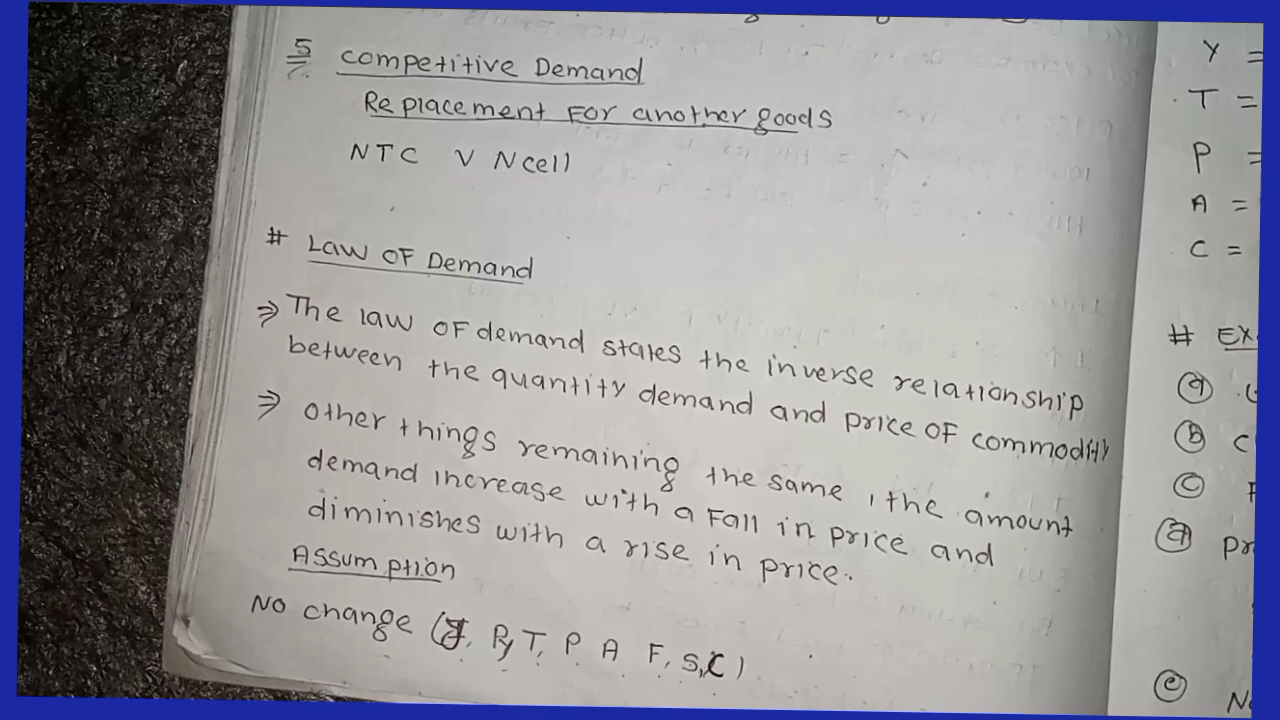 5
competitive Demand
Replacement For another goods
NTC V Ncell
# Law OF Demand
⇒ The law OF demand states the inverse relationship
between the quantity demand and price OF commodity
⇒ Other things remaining the same, the amount
demand increase with a Fall in price and
diminishes with a rise in price.
Assumption
No change (Y, Py, T, P A F, S, C)
Y =
T =
P =
A =
C =
# Ex
a
b C
c F
d Pr
e No